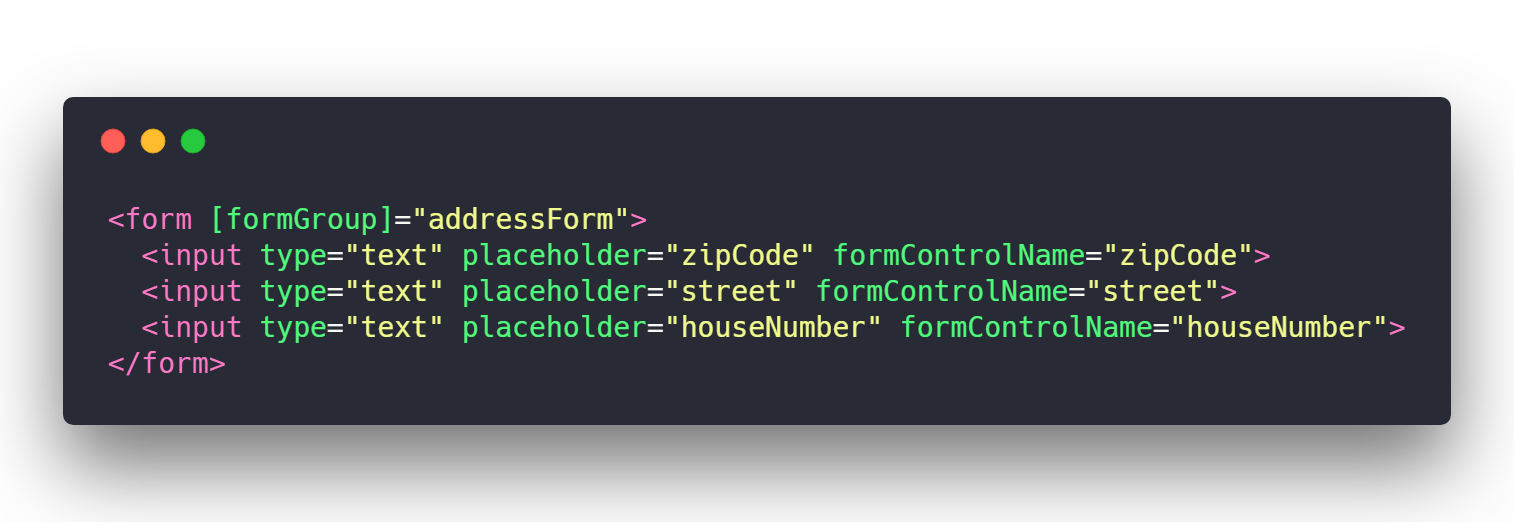 <form [formGroup]="addressForm">
  <input type="text" placeholder="zipCode" formControlName="zipCode">
  <input type="text" placeholder="street" formControlName="street">
  <input type="text" placeholder="houseNumber" formControlName="houseNumber">
</form>